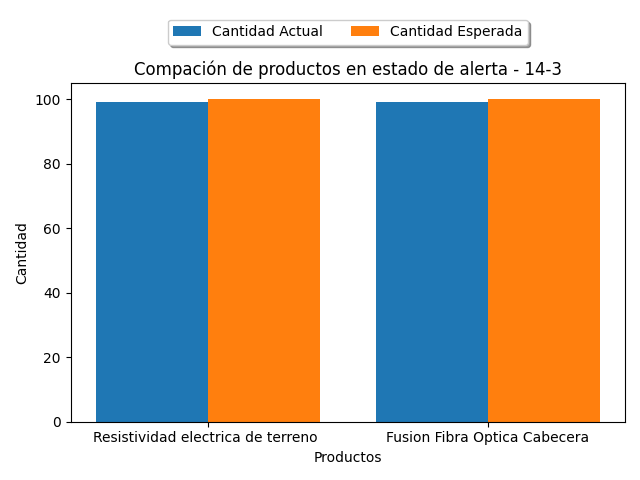 Cantidad Actual Cantidad Esperada
Compación de productos en estado de alerta - 14-3
100
80
60
40
20
0
Cantidad
Resistividad electrica de terreno Fusion Fibra Optica Cabecera
Productos